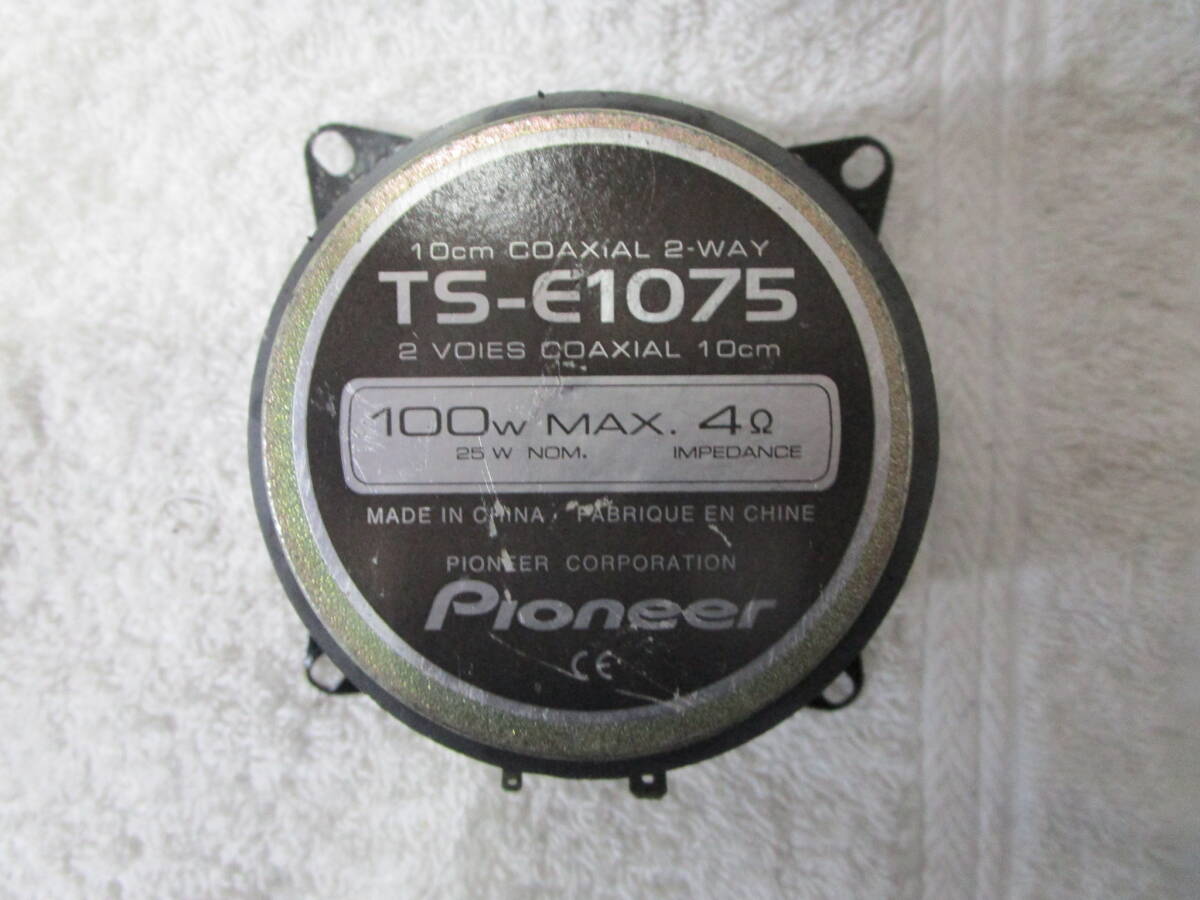 10cm COAXIAL 2-WAY
TS-E1075
2 VOIES COAXIAL 10cm
100W MAX. 4Ω
25 W NOM. IMPEDANCE
MADE IN CHINA / FABRIQUE EN CHINE
PIONEER CORPORATION
Pioneer
CE